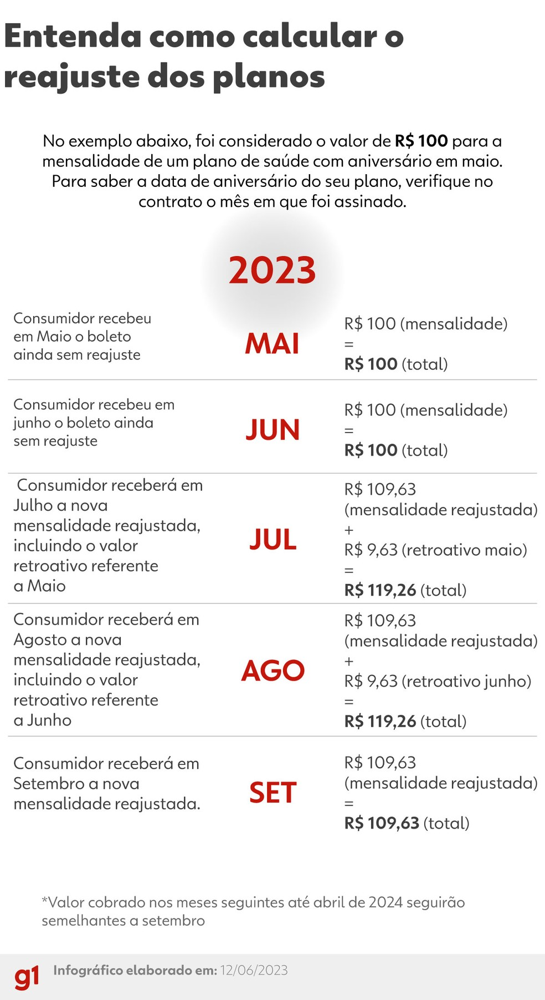 Entenda como calcular o
reajuste dos planos
No exemplo abaixo, foi considerado o valor de R$ 100 para a
mensalidade de um plano de saúde com aniversário em maio.
Para saber a data de aniversário do seu plano, verifique no
contrato o mês em que foi assinado.
2023
Consumidor recebeu
em Maio o boleto
ainda sem reajuste
MAI
R$ 100 (mensalidade)
=
R$ 100 (total)
Consumidor recebeu em
junho o boleto ainda
sem reajuste
JUN
R$ 100 (mensalidade)
=
R$ 100 (total)
Consumidor receberá em
Julho a nova
mensalidade reajustada,
incluindo o valor
retroativo referente
a Maio
JUL
R$ 109,63
(mensalidade reajustada)
+
R$ 9,63 (retroativo maio)
=
R$ 119,26 (total)
Consumidor receberá em
Agosto a nova
mensalidade reajustada,
incluindo o valor
retroativo referente
a Junho
AGO
R$ 109,63
(mensalidade reajustada)
+
R$ 9,63 (retroativo junho)
=
R$ 119,26 (total)
Consumidor receberá em
Setembro a nova
mensalidade reajustada.
SET
R$ 109,63
(mensalidade reajustada)
=
R$ 109,63 (total)
*Valor cobrado nos meses seguintes até abril de 2024 seguirão
semelhantes a setembro
g1
Infográfico elaborado em: 12/06/2023